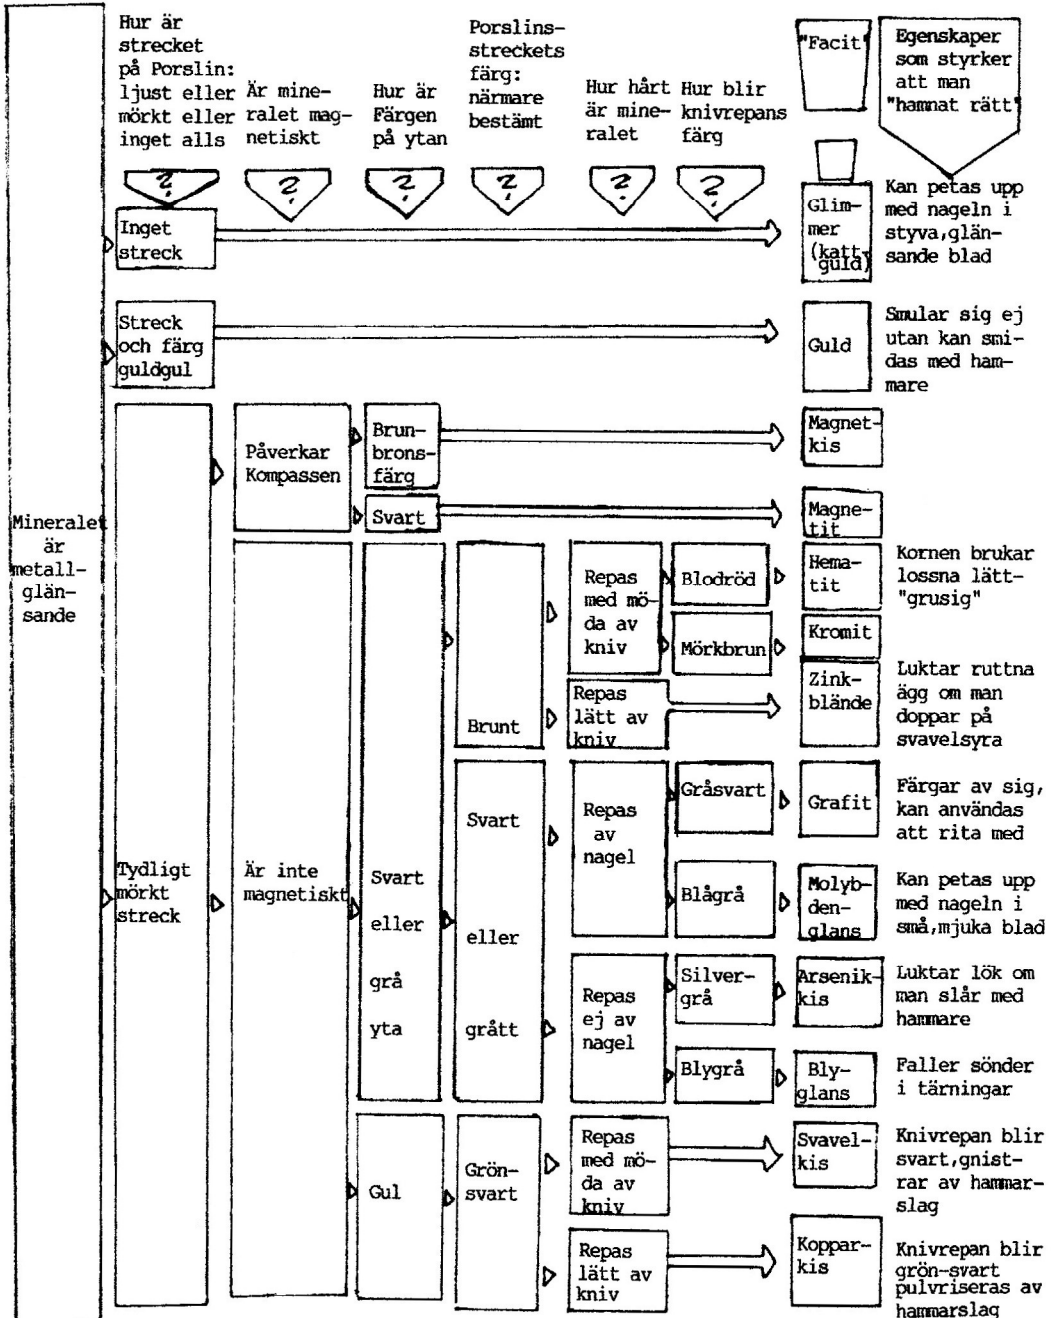 Hur är
strecket
på Porslin:
ljust eller
mörkt eller
inget alls
Är mine-
ralet mag-
netiskt
Hur är
Färgen
på ytan
Porslins-
streckets
färg:
närmare
bestämt
Hur hårt
är mine-
ralet
Hur blir
knivrepans
färg
"Facit"
Egenskaper
som styrker
att man
"hamnat rätt"
?
?
?
?
?
?
Mineralet
är
metall-
glän-
sande
Inget
streck
Glim-
mer
(katt-
guld)
Kan petas upp
med nageln i
styva,glän-
sande blad
Streck
och färg
guldgul
Guld
Smular sig ej
utan kan smi-
das med ham-
mare
Tydligt
mörkt
streck
Påverkar
Kompassen
Brun-
brons-
färg
Magnet-
kis
Svart
Magne-
tit
Är inte
magnetiskt
Svart
eller
grå
yta
Brunt
Repas
med mö-
da av
kniv
Blodröd
Hema-
tit
Kornen brukar
lossna lätt-
"grusig"
Mörkbrun
Kromit
Repas
lätt av
kniv
Zink-
blände
Luktar ruttna
ägg om man
doppar på
svavelsyra
Svart
eller
grått
Repas
av
nagel
Gråsvart
Grafit
Färgar av sig,
kan användas
att rita med
Blågrå
Molyb-
den-
glans
Kan petas upp
med nageln i
små,mjuka blad
Repas
ej av
nagel
Silver-
grå
Arsenik-
kis
Luktar lök om
man slår med
hammare
Blygrå
Bly-
glans
Faller sönder
i tärningar
Gul
Grön-
svart
Repas
med mö-
da av
kniv
Svavel-
kis
Knivrepan blir
svart,gnist-
rar av hammar-
slag
Repas
lätt av
kniv
Koppar-
kis
Knivrepan blir
grön-svart
pulvriseras av
hammarslag